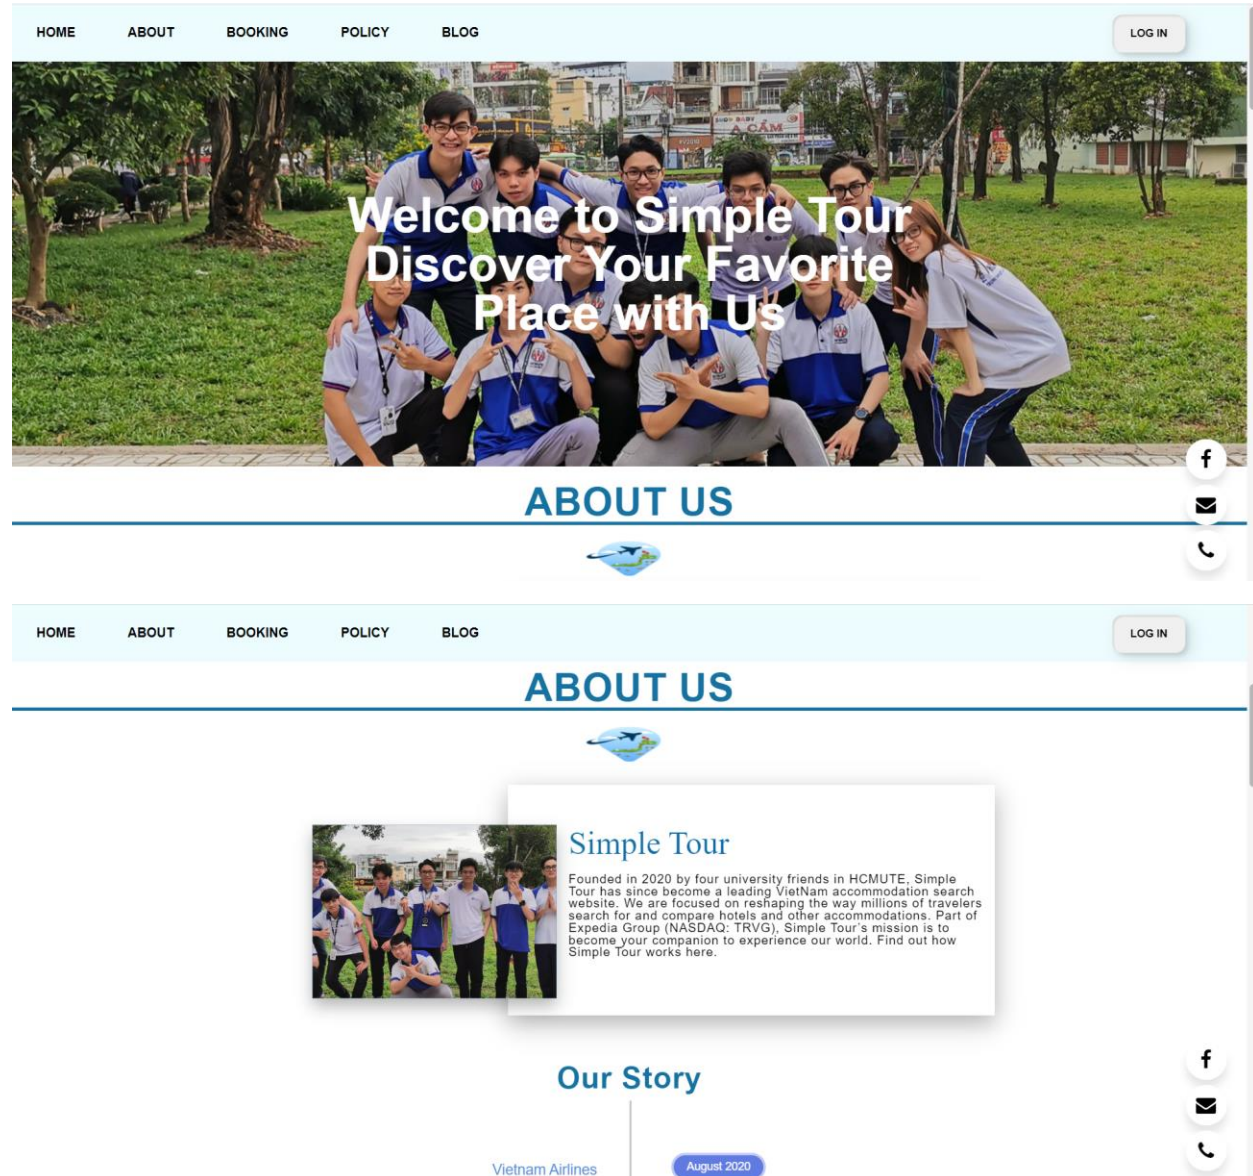 HOME ABOUT BOOKING POLICY BLOG LOG IN
A CẨM
Welcome to Simple Tour
Discover Your Favorite
Place with Us
ABOUT US
HOME ABOUT BOOKING POLICY BLOG LOG IN
ABOUT US
Simple Tour
Founded in 2020 by four university friends in HCMUTE, Simple
Tour has since become a leading VietNam accommodation search
website. We are focused on reshaping the way millions of travelers
search for and compare hotels and other accommodations. Part of
Expedia Group (NASDAQ: TRVG), Simple Tour's mission is to
become your companion to experience our world. Find out how
Simple Tour works here.
Our Story
Vietnam Airlines August 2020